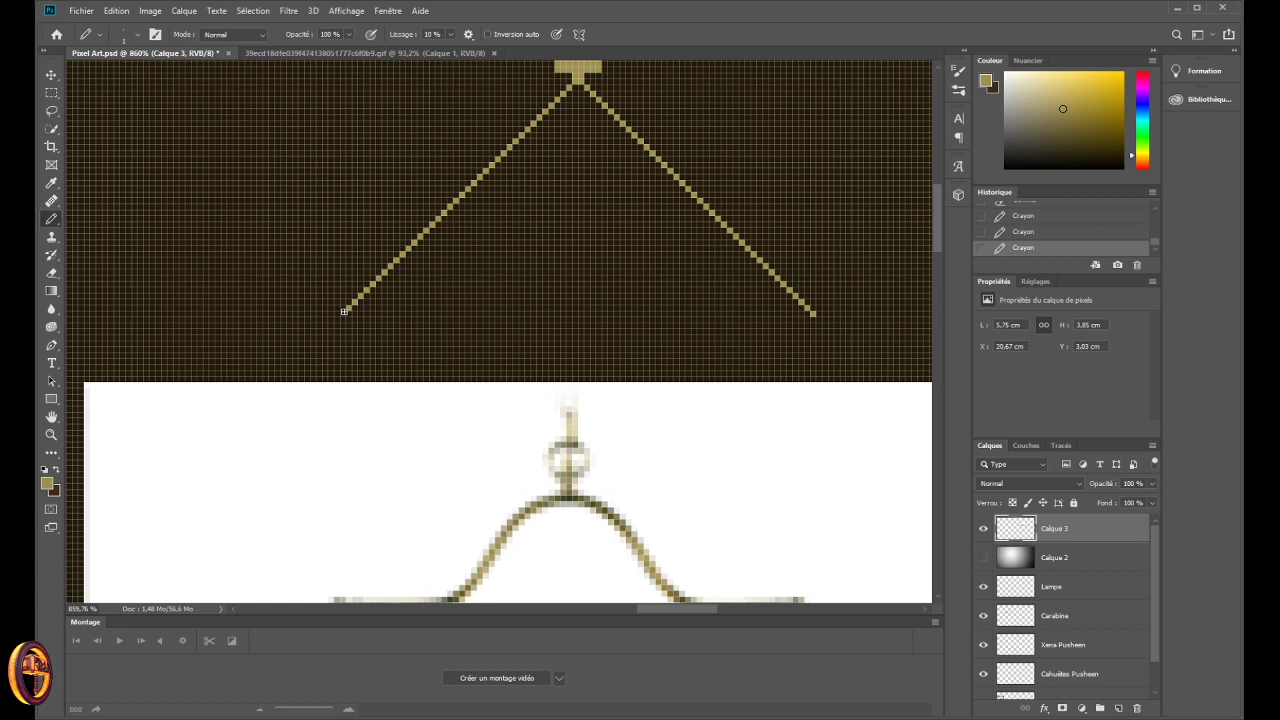 Ps Fichier Edition Image Calque Texte Sélection Filtre 3D Affichage Fenêtre Aide
1 Mode : Normal Opacité : 100 % Lissage : 10 % Inversion auto
Pixel Art.psd @ 860% (Calque 3, RVB/8) * × 39ecd18dfe039f474138051777c6f0b9.gif @ 93,2% (Calque 1, RVB/8) ×
Couleur Nuancier
Formation
Bibliothèqu...
Historique
Crayon
Crayon
Crayon
Propriétés Réglages
Propriétés du calque de pixels
L : 5,75 cm H : 3,85 cm
X : 20,67 cm Y : 3,03 cm
Calques Couches Tracés
Type
Normal Opacité : 100 %
Verrou : Fond : 100 %
Calque 3
Calque 2
Lampe
Carabine
Xena Pusheen
Cahuètes Pusheen
859,76 % Doc : 1,48 Mo/56,6 Mo
Montage
Créer un montage vidéo